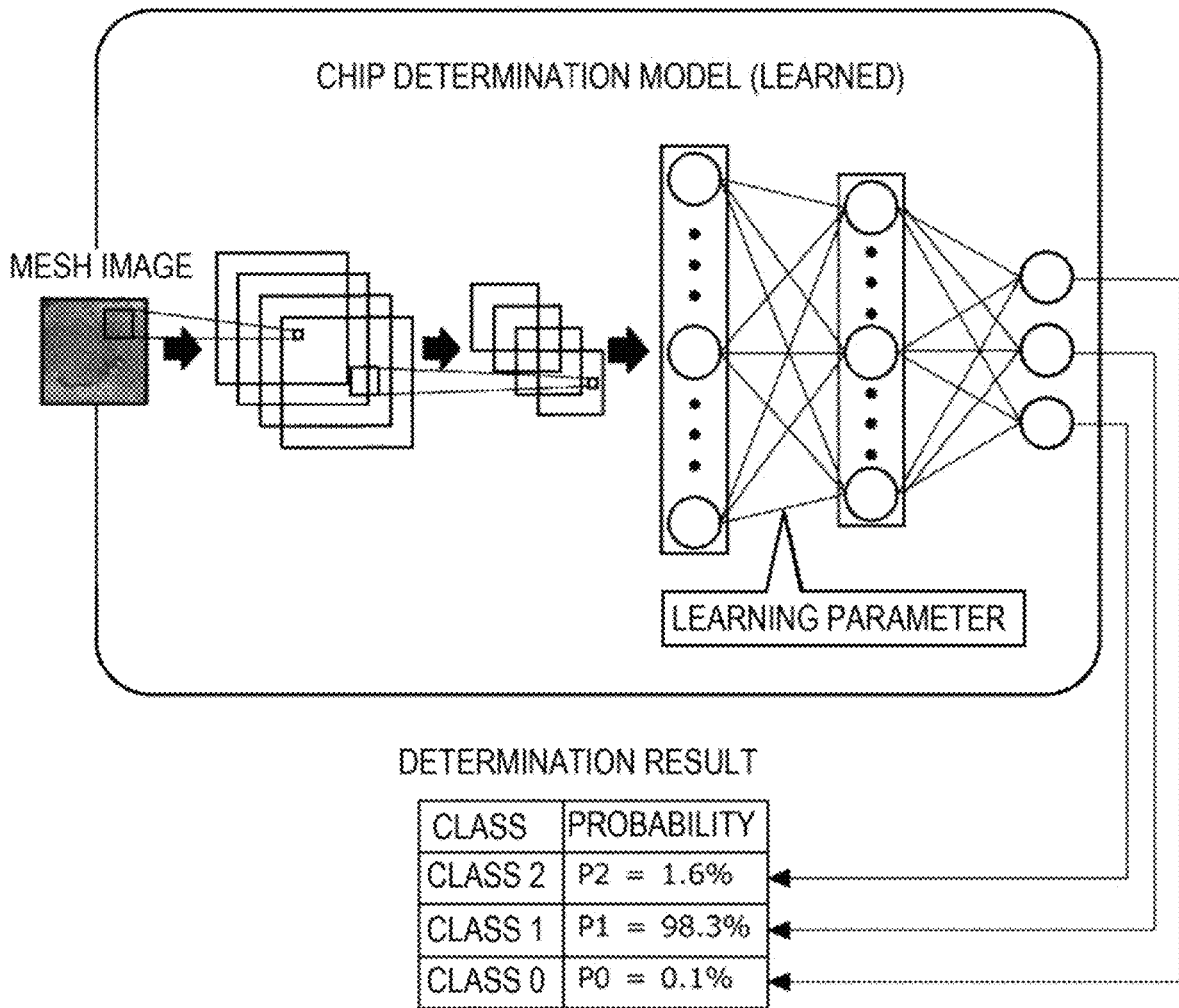 CHIP DETERMINATION MODEL (LEARNED)
MESH IMAGE
LEARNING PARAMETER
DETERMINATION RESULT
CLASS PROBABILITY
CLASS 2 P2 = 1.6%
CLASS 1 P1 = 98.3%
CLASS 0 P0 = 0.1%